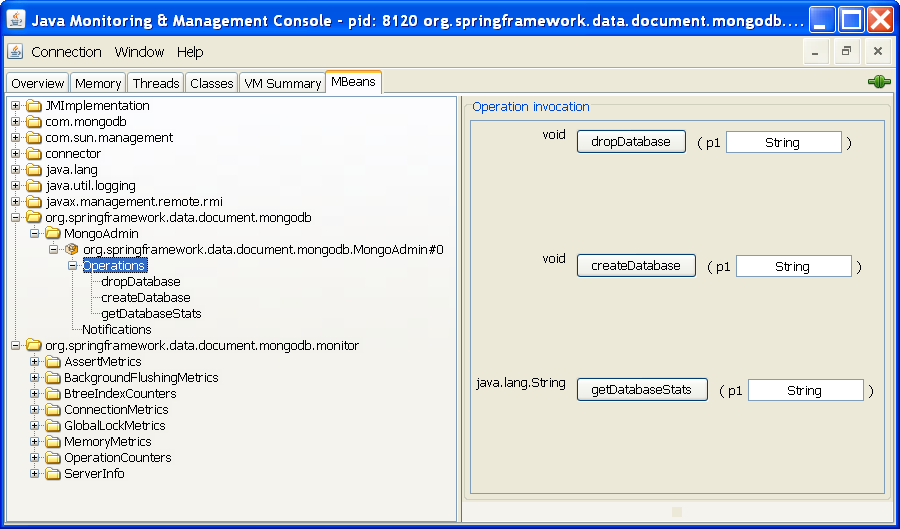 Java Monitoring & Management Console - pid: 8120 org.springframework.data.document.mongodb....
Connection Window Help
Overview Memory Threads Classes VM Summary MBeans
JMImplementation
com.mongodb
com.sun.management
connector
java.lang
java.util.logging
javax.management.remote.rmi
org.springframework.data.document.mongodb
MongoAdmin
org.springframework.data.document.mongodb.MongoAdmin#0
Operations
dropDatabase
createDatabase
getDatabaseStats
Notifications
org.springframework.data.document.mongodb.monitor
AssertMetrics
BackgroundFlushingMetrics
BtreeIndexCounters
ConnectionMetrics
GlobalLockMetrics
MemoryMetrics
OperationCounters
ServerInfo
Operation invocation
void dropDatabase ( p1 String )
void createDatabase ( p1 String )
java.lang.String getDatabaseStats ( p1 String )